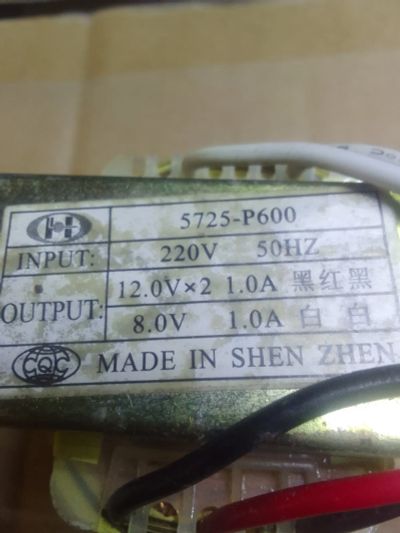 H
5725-P600
INPUT: 220V 50HZ
OUTPUT: 12.0V×2 1.0A 黑红黑
8.0V 1.0A 白 白
CQC MADE IN SHEN ZHEN